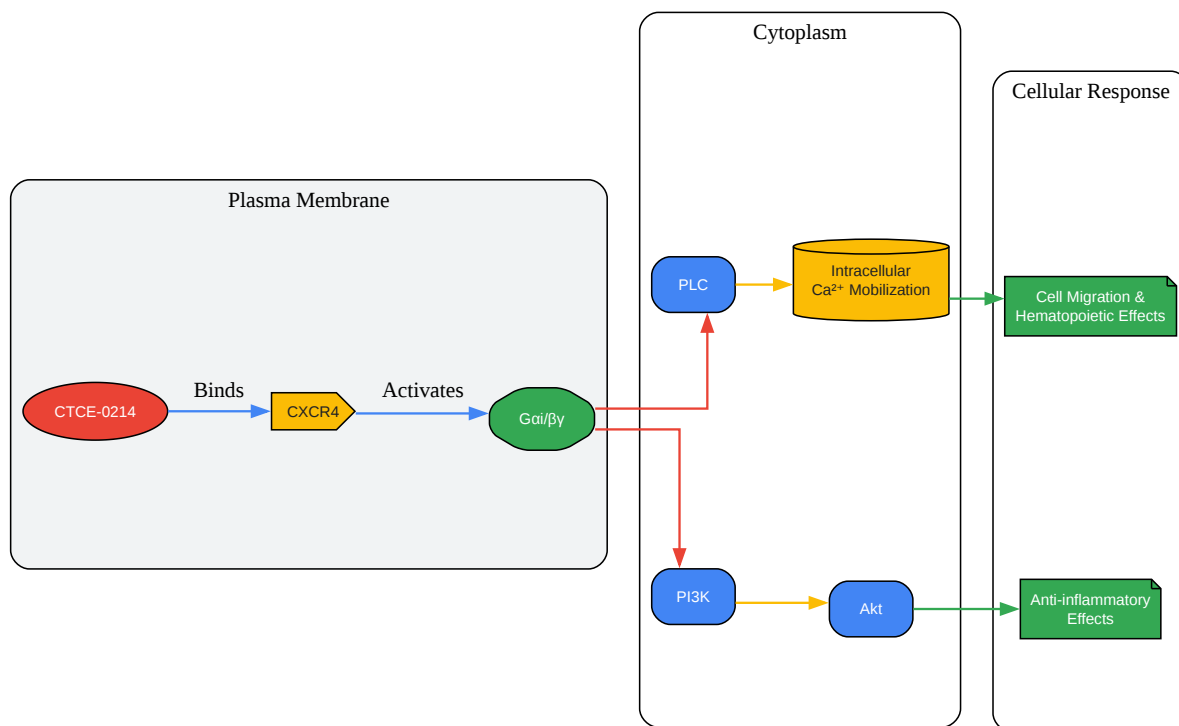 Cytoplasm
Cellular Response
Plasma Membrane
PLC
Intracellular
Ca²⁺ Mobilization
Cell Migration &
Hematopoietic Effects
Binds
Activates
CTCE-0214
CXCR4
Gαi/βγ
PI3K
Akt
Anti-inflammatory
Effects